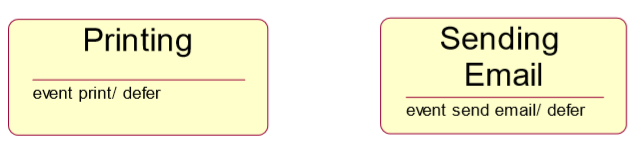 Printing
event print/ defer
Sending
Email
event send email/ defer